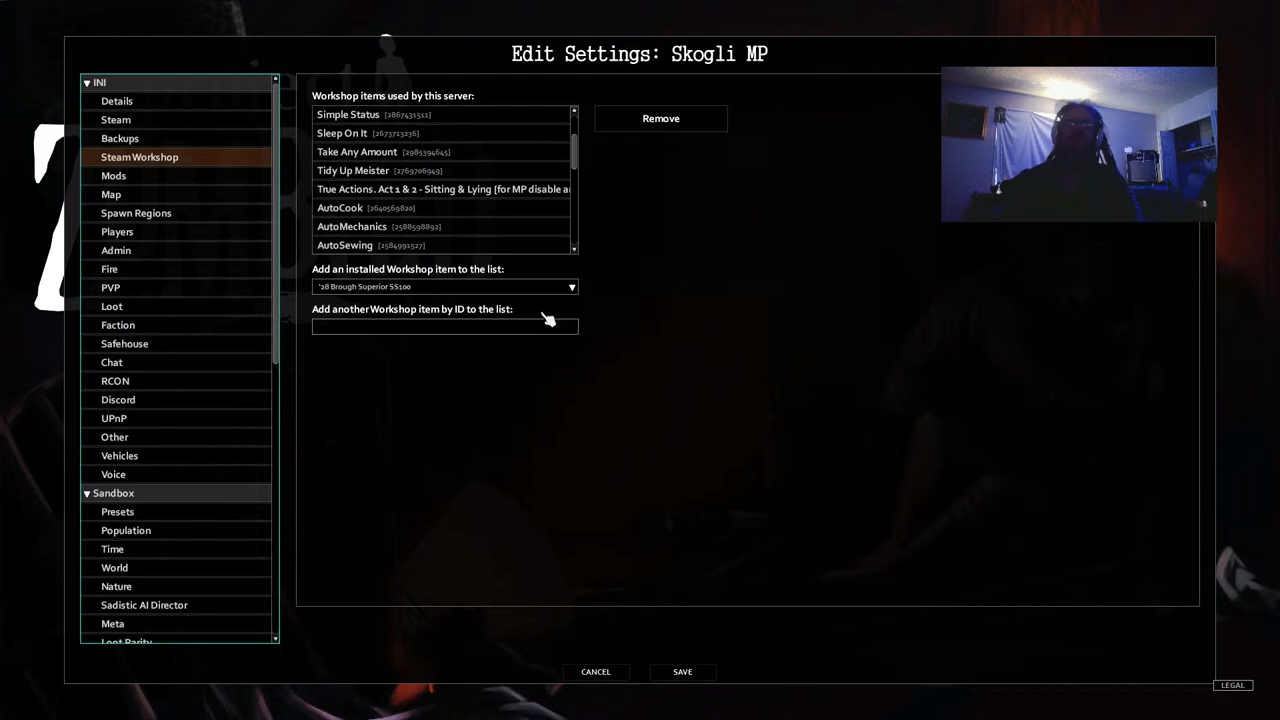 Edit Settings: Skogli MP
INI
Details
Steam
Backups
Steam Workshop
Mods
Map
Spawn Regions
Players
Admin
Fire
PVP
Loot
Faction
Safehouse
Chat
RCON
Discord
UPnP
Other
Vehicles
Voice
Sandbox
Presets
Population
Time
World
Nature
Sadistic AI Director
Meta
Loot Rarity
Workshop items used by this server:
Simple Status [2867431511]
Sleep On It [2673713236]
Take Any Amount [2985394645]
Tidy Up Meister [2769706949]
True Actions. Act 1 & 2 - Sitting & Lying [for MP disable an
AutoCook [2640569820]
AutoMechanics [2588598892]
AutoSewing [2584991527]
Remove
Add an installed Workshop item to the list:
'28 Brough Superior SS100
Add another Workshop item by ID to the list:
CANCEL
SAVE
LEGAL